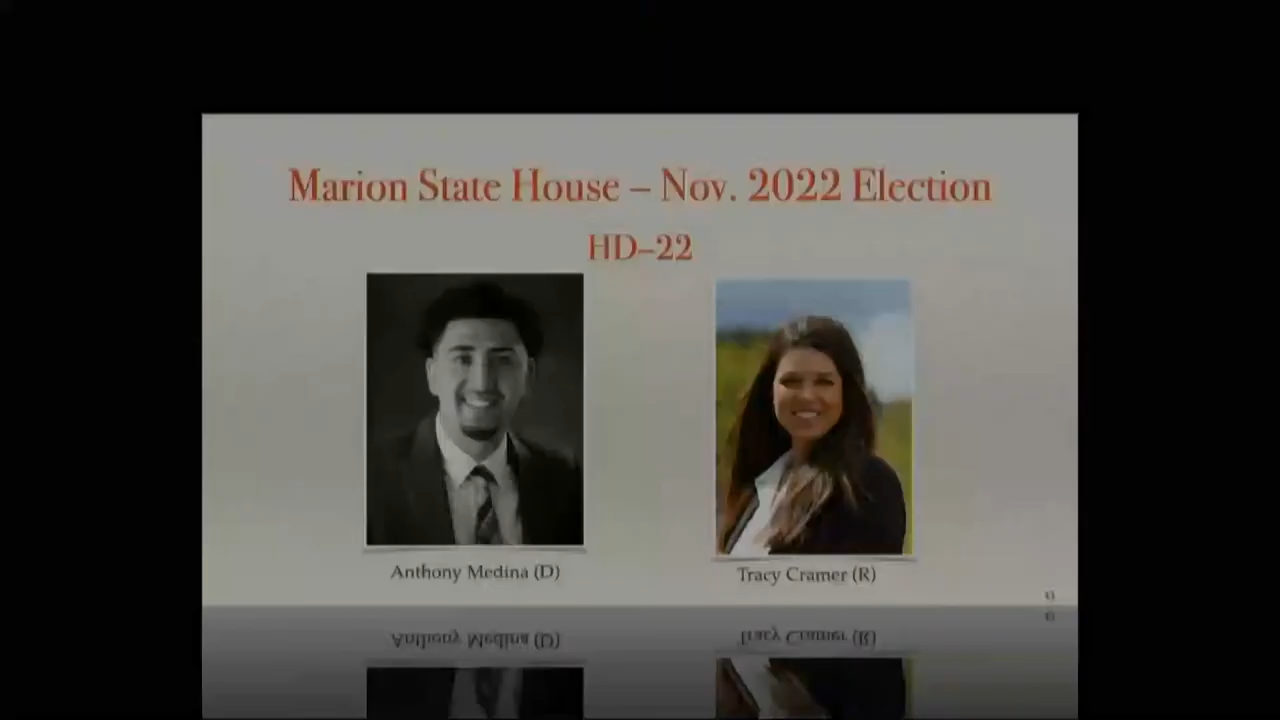 Marion State House – Nov. 2022 Election
HD–22
Anthony Medina (D)
Tracy Cramer (R)